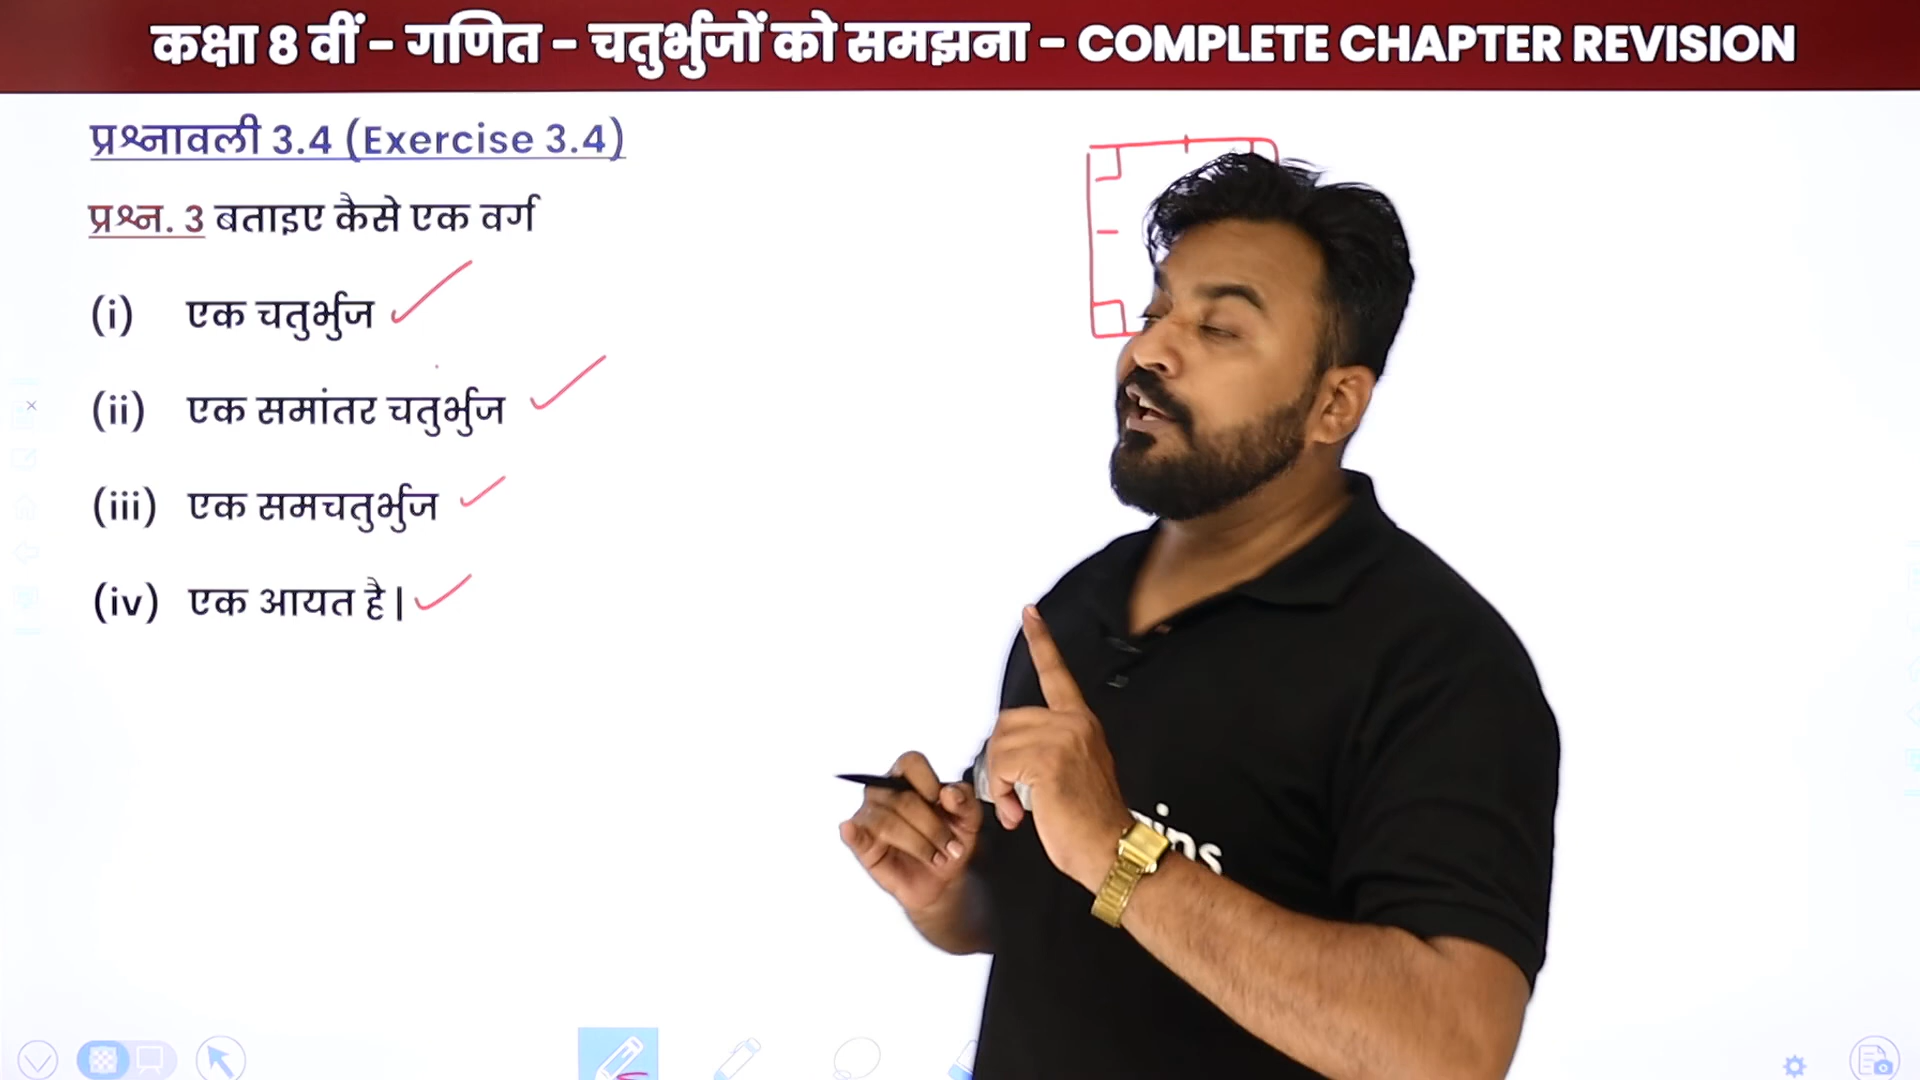 कक्षा 8 वीं – गणित – चतुर्भुजों को समझना – COMPLETE CHAPTER REVISION
प्रश्नावली 3.4 (Exercise 3.4)
प्रश्न. 3 बताइए कैसे एक वर्ग
(i) एक चतुर्भुज
(ii) एक समांतर चतुर्भुज
(iii) एक समचतुर्भुज
(iv) एक आयत है |